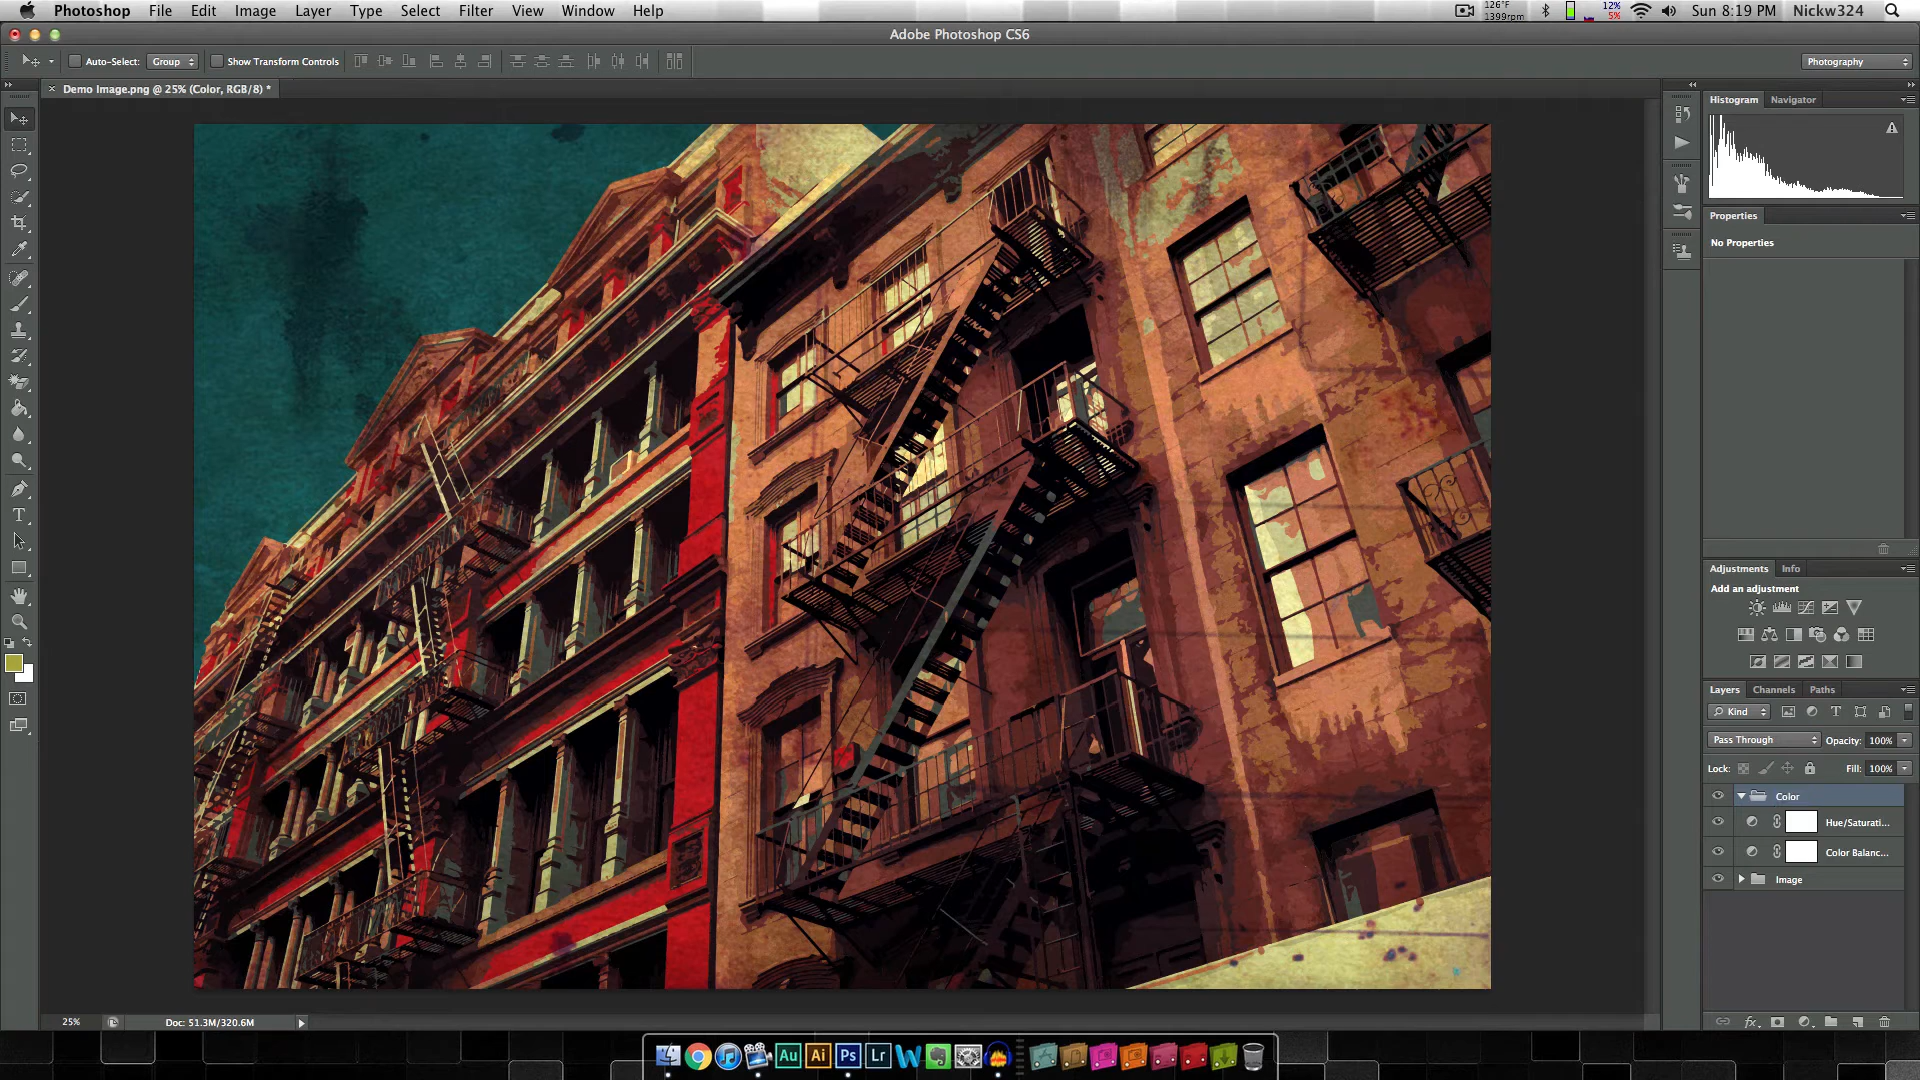 Photoshop File Edit Image Layer Type Select Filter View Window Help
126°F
1399rpm
12%
5%
Sun 8:19 PM Nickw324
Adobe Photoshop CS6
Auto-Select: Group Show Transform Controls
Photography
Demo Image.png @ 25% (Color, RGB/8) *
Histogram Navigator
Properties
No Properties
Adjustments Info
Add an adjustment
Layers Channels Paths
Kind
Pass Through Opacity: 100%
Lock: Fill: 100%
Color
Hue/Saturati...
Color Balanc...
Image
25% Doc: 51.3M/320.6M
Au Ai Ps Lr W